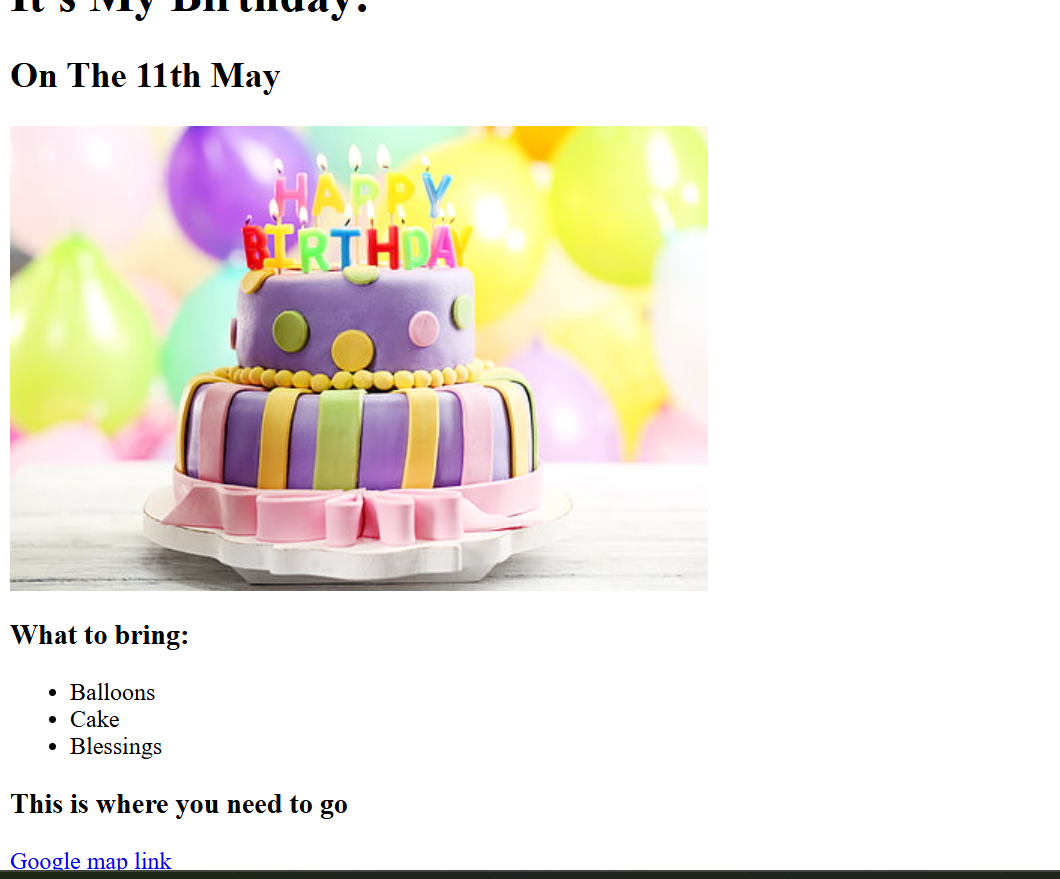 It's My Birthday!
On The 11th May
HAPPY
BIRTHDAY
What to bring:
Balloons
Cake
Blessings
This is where you need to go
Google map link